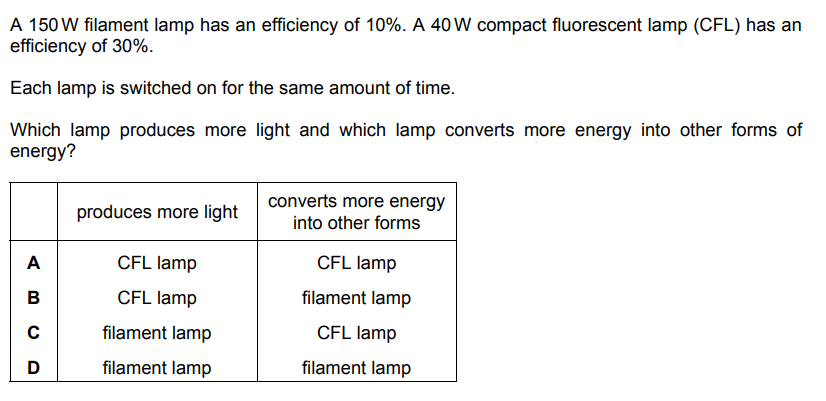 A 150 W filament lamp has an efficiency of 10%. A 40 W compact fluorescent lamp (CFL) has an
efficiency of 30%.
Each lamp is switched on for the same amount of time.
Which lamp produces more light and which lamp converts more energy into other forms of
energy?
produces more light
converts more energy
into other forms
A CFL lamp CFL lamp
B CFL lamp filament lamp
C filament lamp CFL lamp
D filament lamp filament lamp